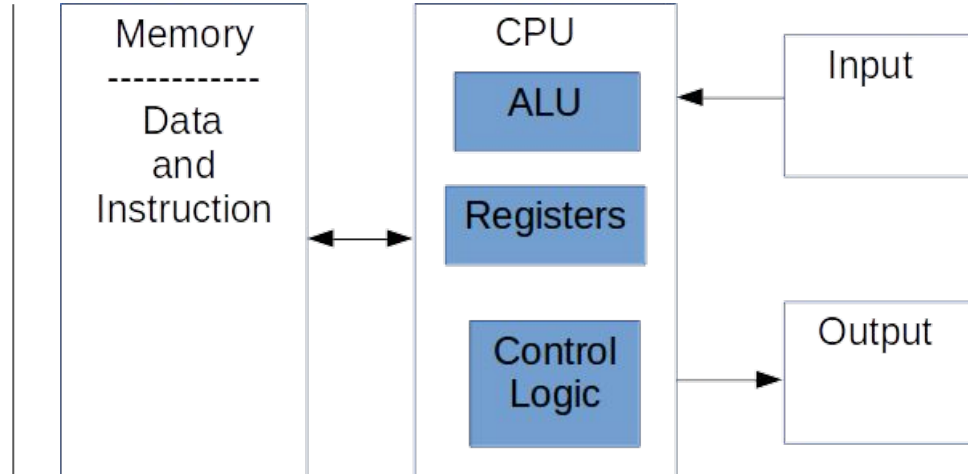 Memory
------------
Data
and
Instruction
CPU
ALU
Registers
Control
Logic
Input
Output